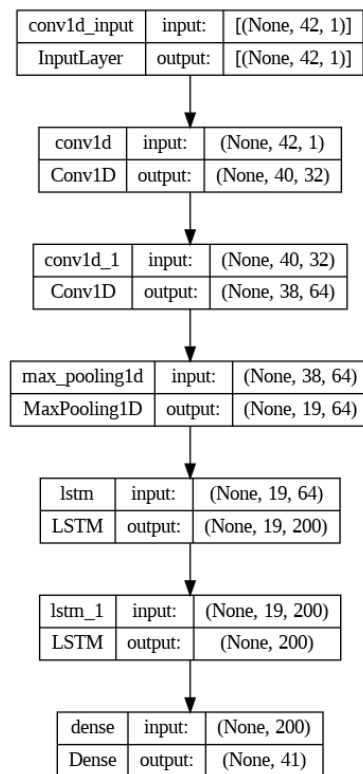 conv1d_input input: [(None, 42, 1)]
InputLayer output: [(None, 42, 1)]
conv1d input: (None, 42, 1)
Conv1D output: (None, 40, 32)
conv1d_1 input: (None, 40, 32)
Conv1D output: (None, 38, 64)
max_pooling1d input: (None, 38, 64)
MaxPooling1D output: (None, 19, 64)
lstm input: (None, 19, 64)
LSTM output: (None, 19, 200)
lstm_1 input: (None, 19, 200)
LSTM output: (None, 200)
dense input: (None, 200)
Dense output: (None, 41)